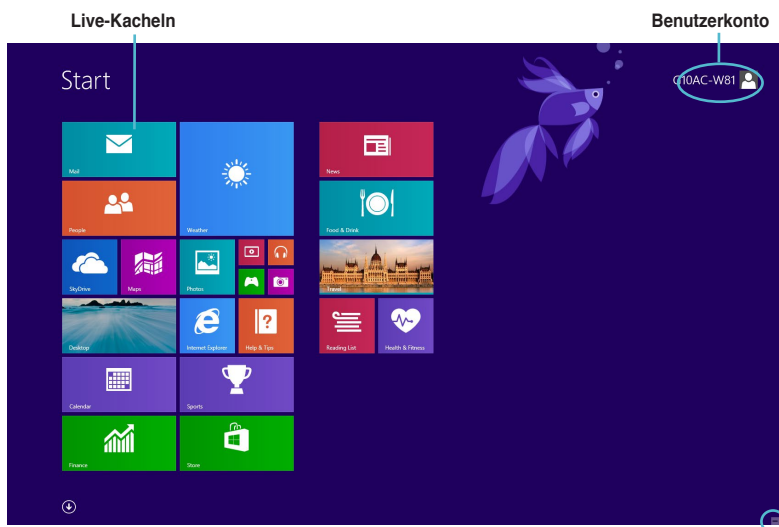 Live-Kacheln
Benutzerkonto
Start
G10AC-W81
Mail
Weather
News
People
Food & Drink
SkyDrive
Maps
Photos
Travel
Desktop
Internet Explorer
Help & Tips
Reading List
Health & Fitness
Calendar
Sports
Finance
Store